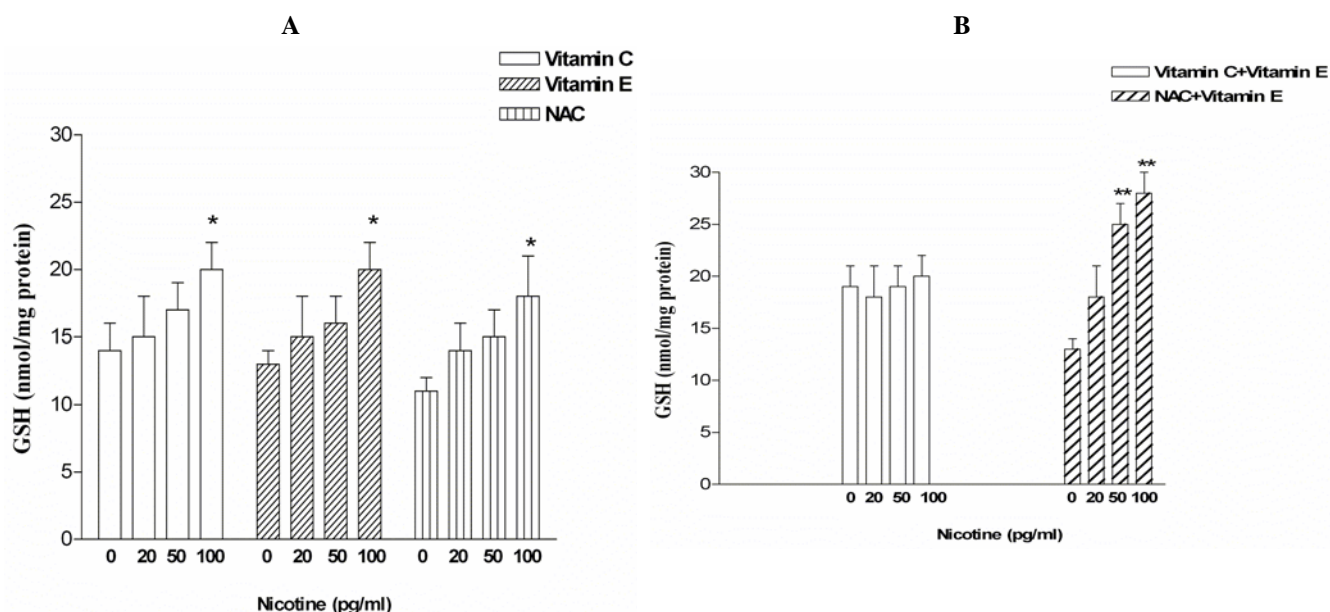 A
Vitamin C
Vitamin E
NAC
30
25
20
15
10
5
0
GSH (nmol/mg protein)
* * *
0 20 50 100 0 20 50 100 0 20 50 100
Nicotine (pg/ml)
B
Vitamin C+Vitamin E
NAC+Vitamin E
30
25
20
15
10
5
0
GSH (nmol/mg protein)
** **
0 20 50 100 0 20 50 100
Nicotine (pg/ml)